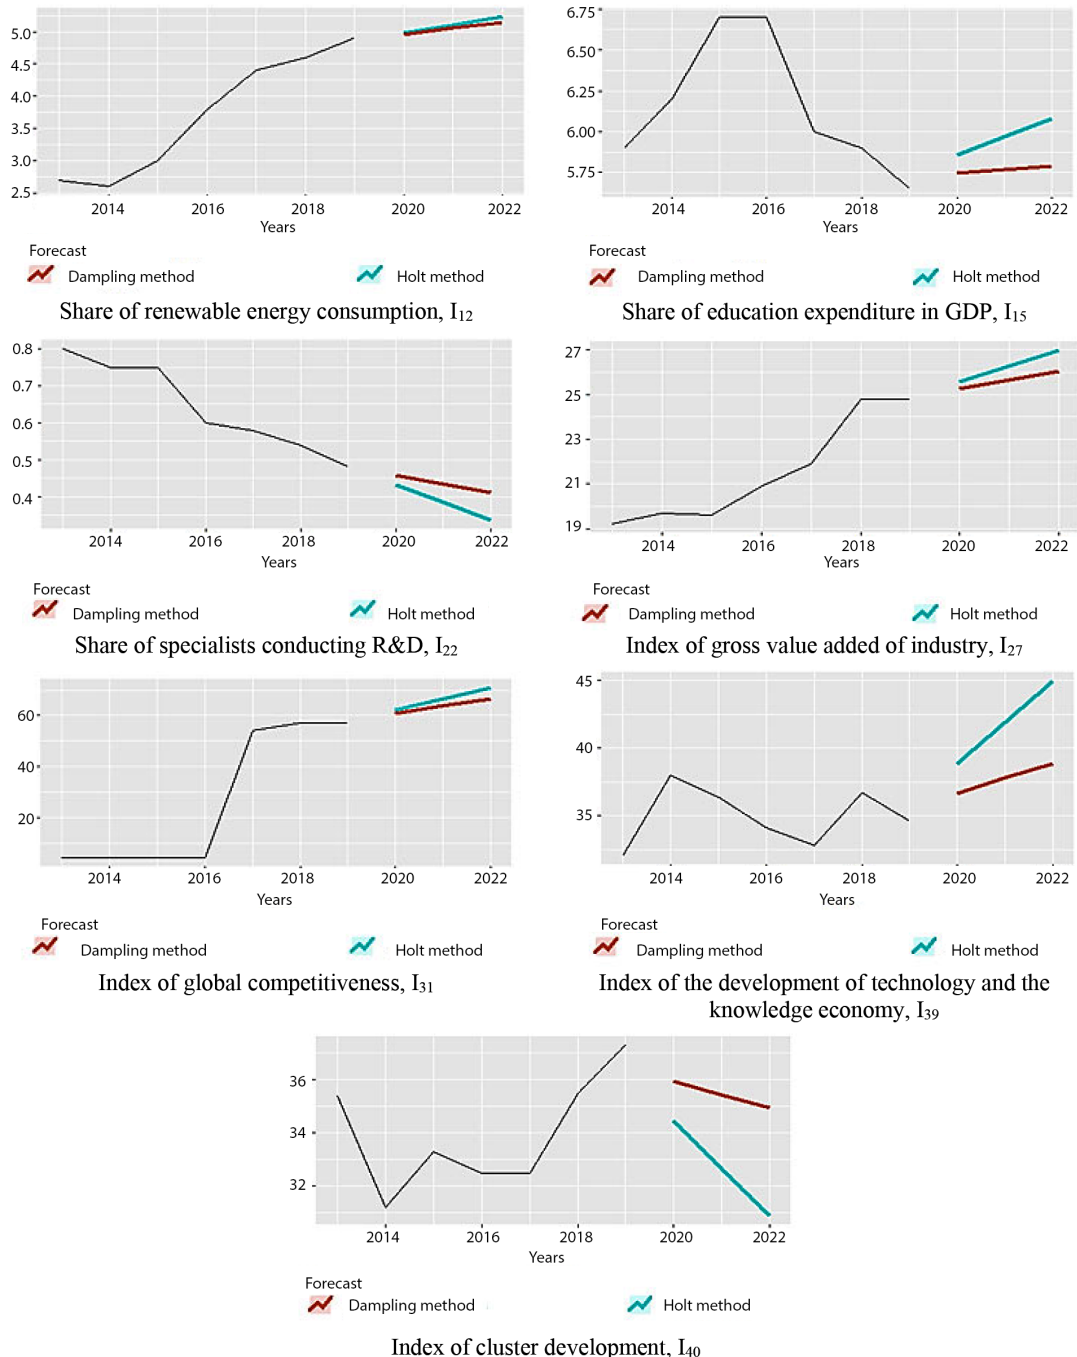 5.0
4.5
4.0
3.5
3.0
2.5
2014 2016 2018 2020 2022
Years
Forecast
Dampling method Holt method
Share of renewable energy consumption, I12
6.75
6.50
6.25
6.00
5.75
2014 2016 2018 2020 2022
Years
Forecast
Dampling method Holt method
Share of education expenditure in GDP, I15
0.8
0.7
0.6
0.5
0.4
2014 2016 2018 2020 2022
Years
Forecast
Dampling method Holt method
Share of specialists conducting R&D, I22
27
25
23
21
19
2014 2016 2018 2020 2022
Years
Forecast
Dampling method Holt method
Index of gross value added of industry, I27
60
40
20
2014 2016 2018 2020 2022
Years
Forecast
Dampling method Holt method
Index of global competitiveness, I31
45
40
35
2014 2016 2018 2020 2022
Years
Forecast
Dampling method Holt method
Index of the development of technology and the
knowledge economy, I39
36
34
32
2014 2016 2018 2020 2022
Years
Forecast
Dampling method Holt method
Index of cluster development, I40